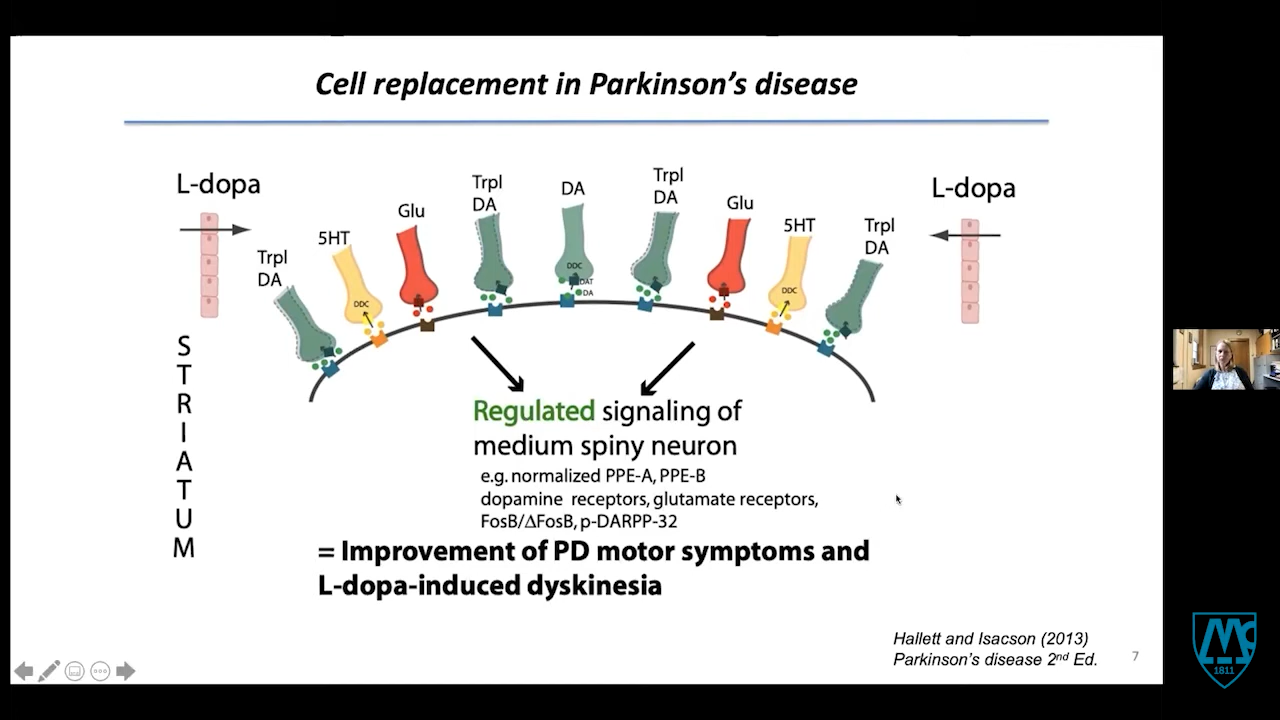 Cell replacement in Parkinson's disease
L-dopa
L-dopa
Trpl
DA
5HT
Glu
Trpl
DA
DA
Trpl
DA
Glu
5HT
Trpl
DA
DDC
DDC
DAT
DA
DDC
STRIATUM
Regulated signaling of
medium spiny neuron
e.g. normalized PPE-A, PPE-B
dopamine receptors, glutamate receptors,
FosB/ΔFosB, p-DARPP-32
= Improvement of PD motor symptoms and
L-dopa-induced dyskinesia
Hallett and Isacson (2013)
Parkinson's disease 2nd Ed.
7
1811